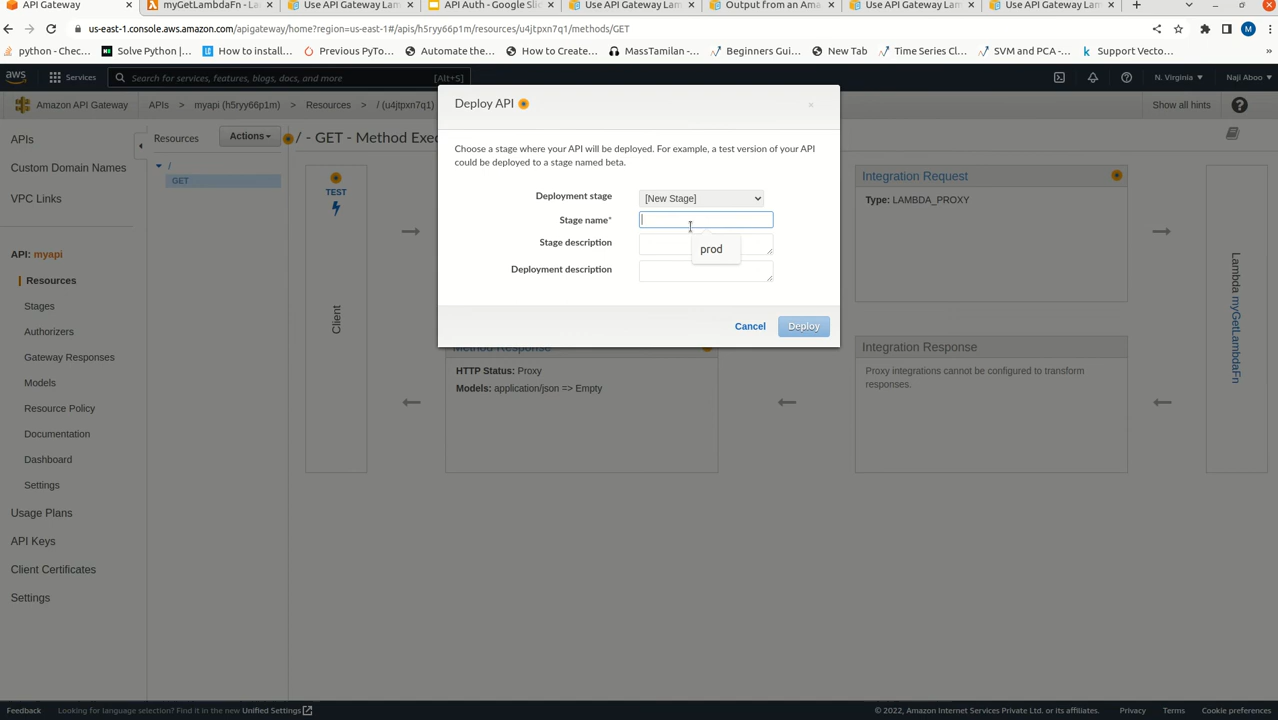 API Gateway
myGetLambdaFn - La
Use API Gateway Lam
API Auth - Google Slid
Use API Gateway Lam
Output from an Ama
Use API Gateway Lam
Use API Gateway Lam
us-east-1.console.aws.amazon.com/apigateway/home?region=us-east-1#/apis/h5ryy66p1m/resources/u4jtpxn7q1/methods/GET
M
python - Chec...
Solve Python |...
How to install...
Previous PyTo...
Automate the...
How to Create...
MassTamilan -...
Beginners Gui...
New Tab
Time Series Cl...
SVM and PCA -...
Support Vecto...
»
aws
Services
Search for services, features, blogs, docs, and more
[Alt+S]
N. Virginia
Naji Aboo
Amazon API Gateway
APIs > myapi (h5ryy66p1m) > Resources > / (u4jtpxn7q1)
Show all hints
?
APIs
Custom Domain Names
VPC Links
API: myapi
Resources
Stages
Authorizers
Gateway Responses
Models
Resource Policy
Documentation
Dashboard
Settings
Usage Plans
API Keys
Client Certificates
Settings
Resources
Actions
/
GET
/ - GET - Method Exec
TEST
Client
Deploy API
×
Choose a stage where your API will be deployed. For example, a test version of your API
could be deployed to a stage named beta.
Deployment stage
[New Stage]
Stage name*
Stage description
prod
Deployment description
Cancel
Deploy
Integration Request
Type: LAMBDA_PROXY
Method Response
HTTP Status: Proxy
Models: application/json => Empty
Integration Response
Proxy integrations cannot be configured to transform
responses.
Lambda myGetLambdaFn
Feedback
Looking for language selection? Find it in the new Unified Settings
© 2022, Amazon Internet Services Private Ltd. or its affiliates.
Privacy
Terms
Cookie preferences